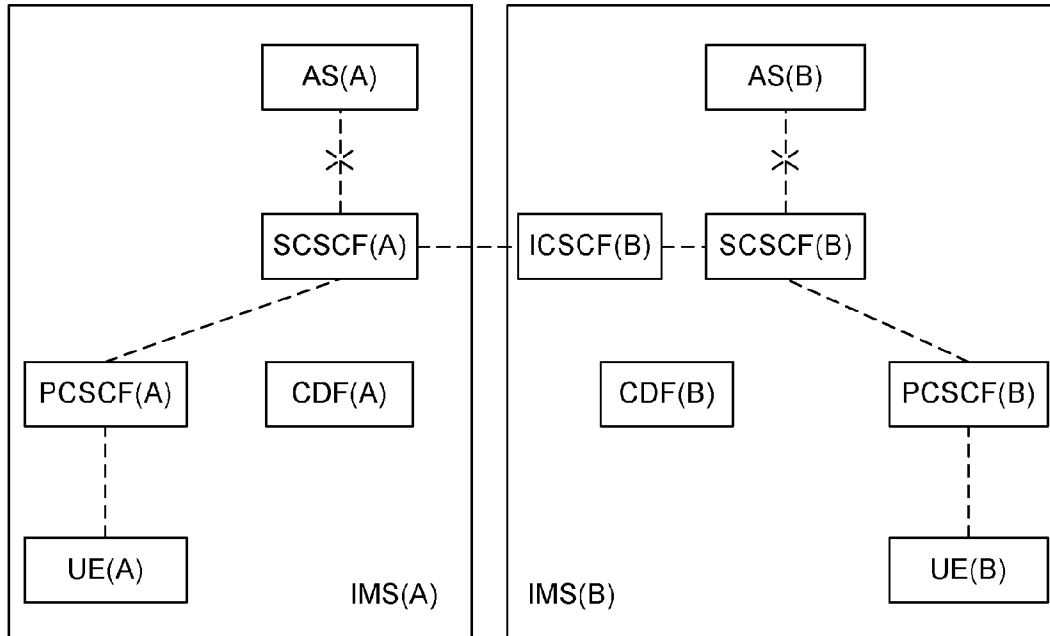 AS(A)
AS(B)
SCSCF(A)
ICSCF(B)
SCSCF(B)
PCSCF(A)
CDF(A)
CDF(B)
PCSCF(B)
UE(A)
IMS(A)
IMS(B)
UE(B)